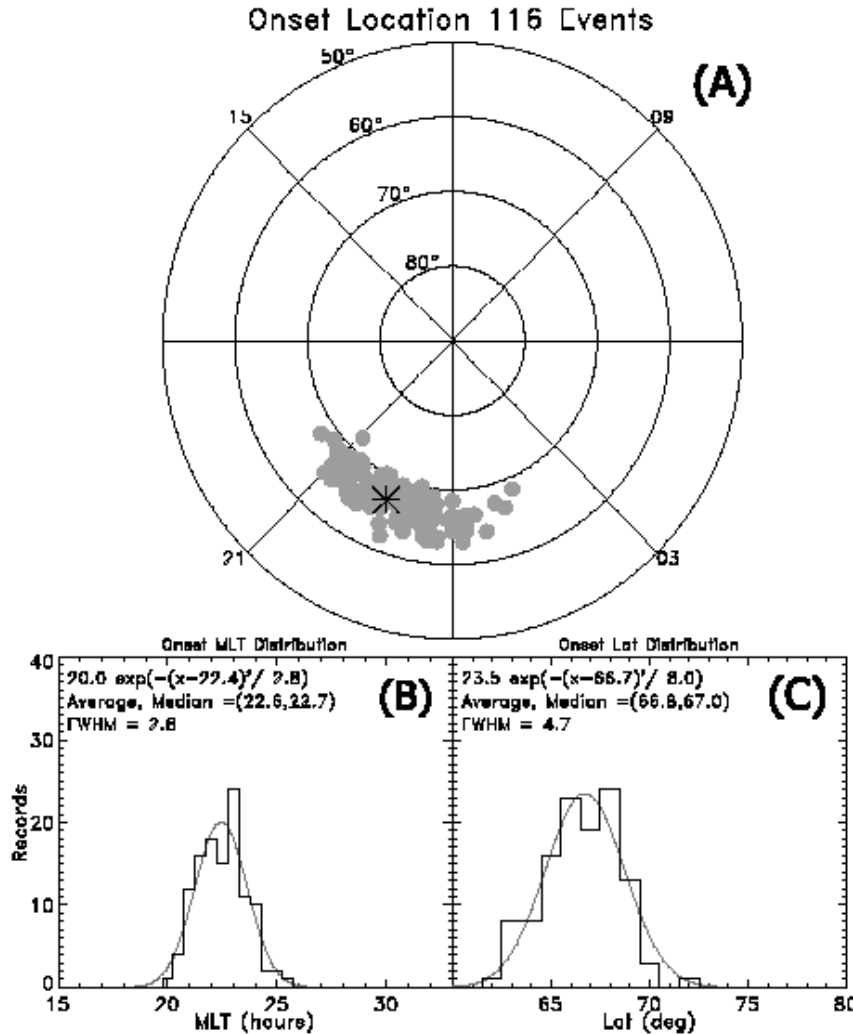 Onset Location 116 Events
(A)
50°
60°
70°
80°
15
09
21
03
Onset MLT Distribution
20.0 exp(-(x-22.4)²/ 2.8)
Average, Median =(22.6,22.7)
FWHM = 2.8
(B)
40
30
20
10
0
Records
15
20
25
30
MLT (hours)
Onset Lat Distribution
23.5 exp(-(x-66.7)²/ 8.0)
Average, Median =(66.8,67.0)
FWHM = 4.7
(C)
65
70
75
80
Lat (deg)